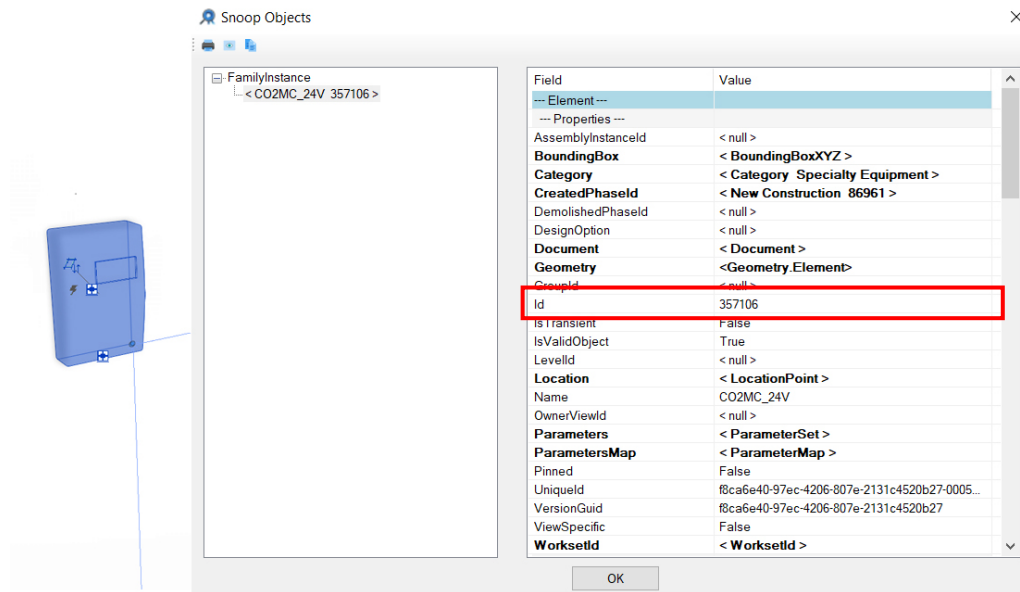 Snoop Objects
FamilyInstance
< CO2MC_24V 357106 >
Field Value
--- Element ---
--- Properties ---
AssemblyInstanceId < null >
BoundingBox < BoundingBoxXYZ >
Category < Category Specialty Equipment >
CreatedPhaseId < New Construction 86961 >
DemolishedPhaseId < null >
DesignOption < null >
Document < Document >
Geometry <Geometry.Element>
GroupId < null >
Id 357106
IsTransient False
IsValidObject True
LevelId < null >
Location < LocationPoint >
Name CO2MC_24V
OwnerViewId < null >
Parameters < ParameterSet >
ParametersMap < ParameterMap >
Pinned False
UniqueId f8ca6e40-97ec-4206-807e-2131c4520b27-0005...
VersionGuid f8ca6e40-97ec-4206-807e-2131c4520b27
ViewSpecific False
WorksetId < WorksetId >
OK